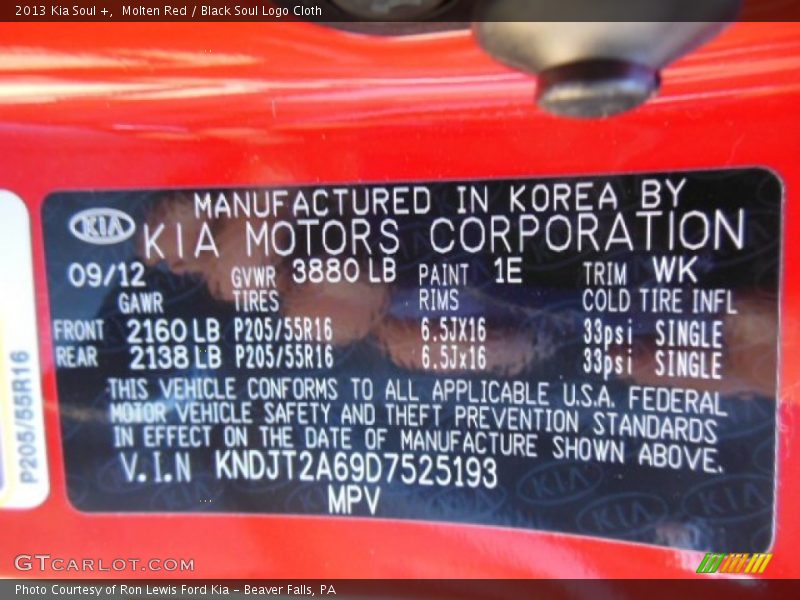 2013 Kia Soul +,  Molten Red / Black Soul Logo Cloth
MANUFACTURED IN KOREA BY
KIA KIA MOTORS CORPORATION
09/12 GVWR 3880 LB PAINT 1E TRIM WK
GAWR TIRES RIMS COLD TIRE INFL
FRONT 2160 LB P205/55R16 6.5JX16 33psi SINGLE
REAR 2138 LB P205/55R16 6.5Jx16 33psi SINGLE
THIS VEHICLE CONFORMS TO ALL APPLICABLE U.S.A. FEDERAL
MOTOR VEHICLE SAFETY AND THEFT PREVENTION STANDARDS
IN EFFECT ON THE DATE OF MANUFACTURE SHOWN ABOVE.
V.I.N KNDJT2A69D7525193
MPV
P205/55R16
GTCARLOT.COM
Photo Courtesy of Ron Lewis Ford Kia - Beaver Falls, PA